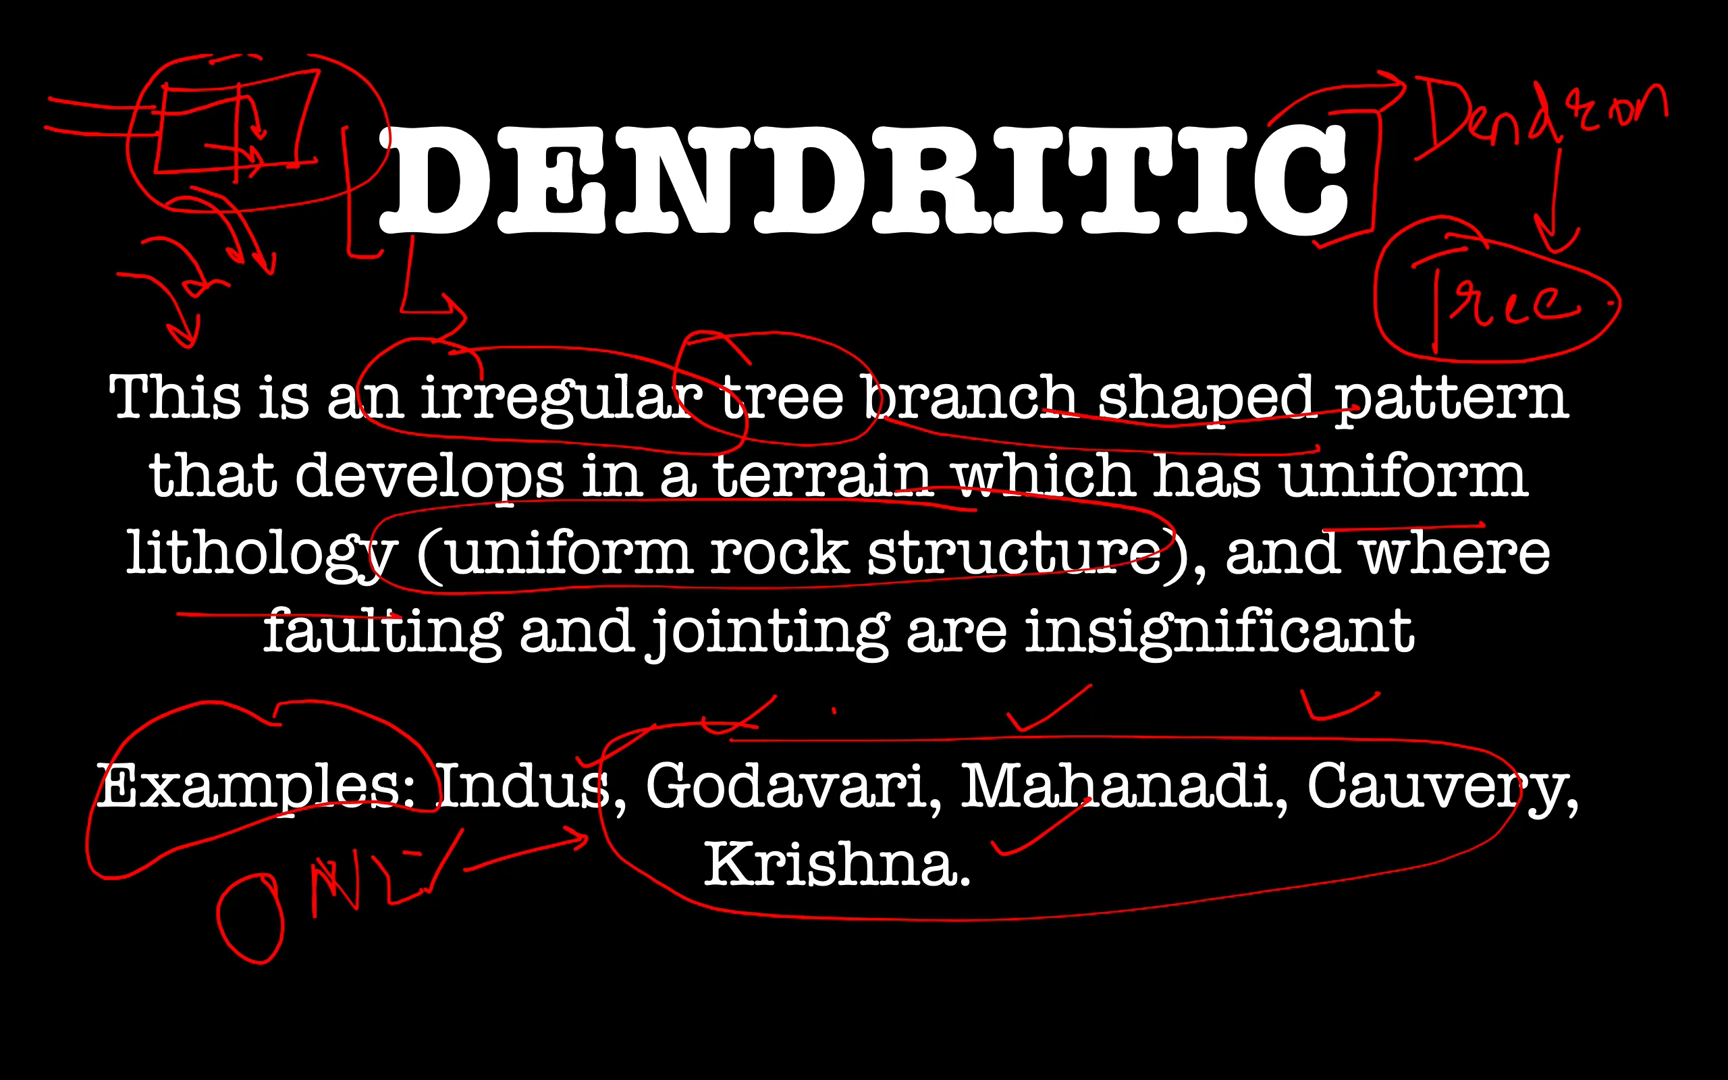 DENDRITIC
Dendron
Tree
This is an irregular tree branch shaped pattern
that develops in a terrain which has uniform
lithology (uniform rock structure), and where
faulting and jointing are insignificant
Examples: Indus, Godavari, Mahanadi, Cauvery,
Krishna.
ONLY